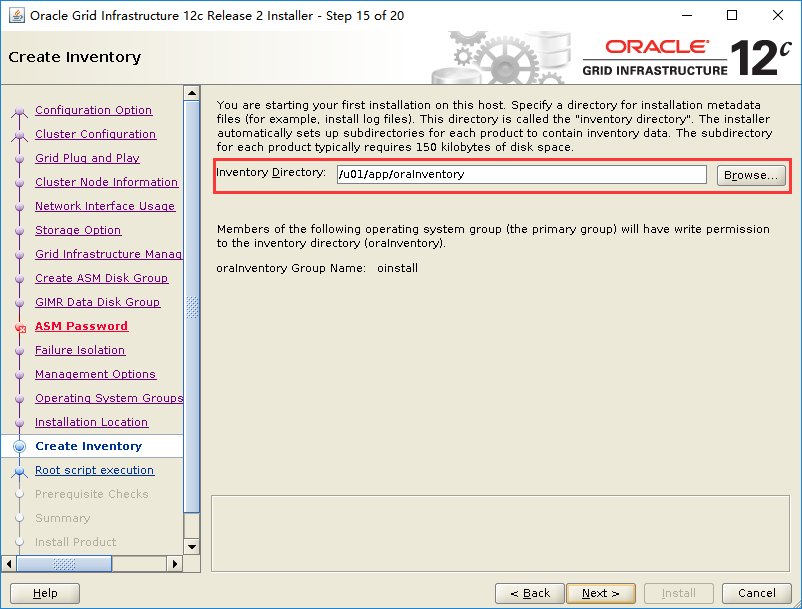 Oracle Grid Infrastructure 12c Release 2 Installer - Step 15 of 20
Create Inventory
ORACLE
GRID INFRASTRUCTURE
12c
Configuration Option
Cluster Configuration
Grid Plug and Play
Cluster Node Information
Network Interface Usage
Storage Option
Grid Infrastructure Manag
Create ASM Disk Group
GIMR Data Disk Group
ASM Password
Failure Isolation
Management Options
Operating System Groups
Installation Location
Create Inventory
Root script execution
Prerequisite Checks
Summary
Install Product
You are starting your first installation on this host. Specify a directory for installation metadata
files (for example, install log files). This directory is called the "inventory directory". The installer
automatically sets up subdirectories for each product to contain inventory data. The subdirectory
for each product typically requires 150 kilobytes of disk space.
Inventory Directory: /u01/app/oraInventory Browse...
Members of the following operating system group (the primary group) will have write permission
to the inventory directory (oraInventory).
oraInventory Group Name: oinstall
Help < Back Next > Install Cancel